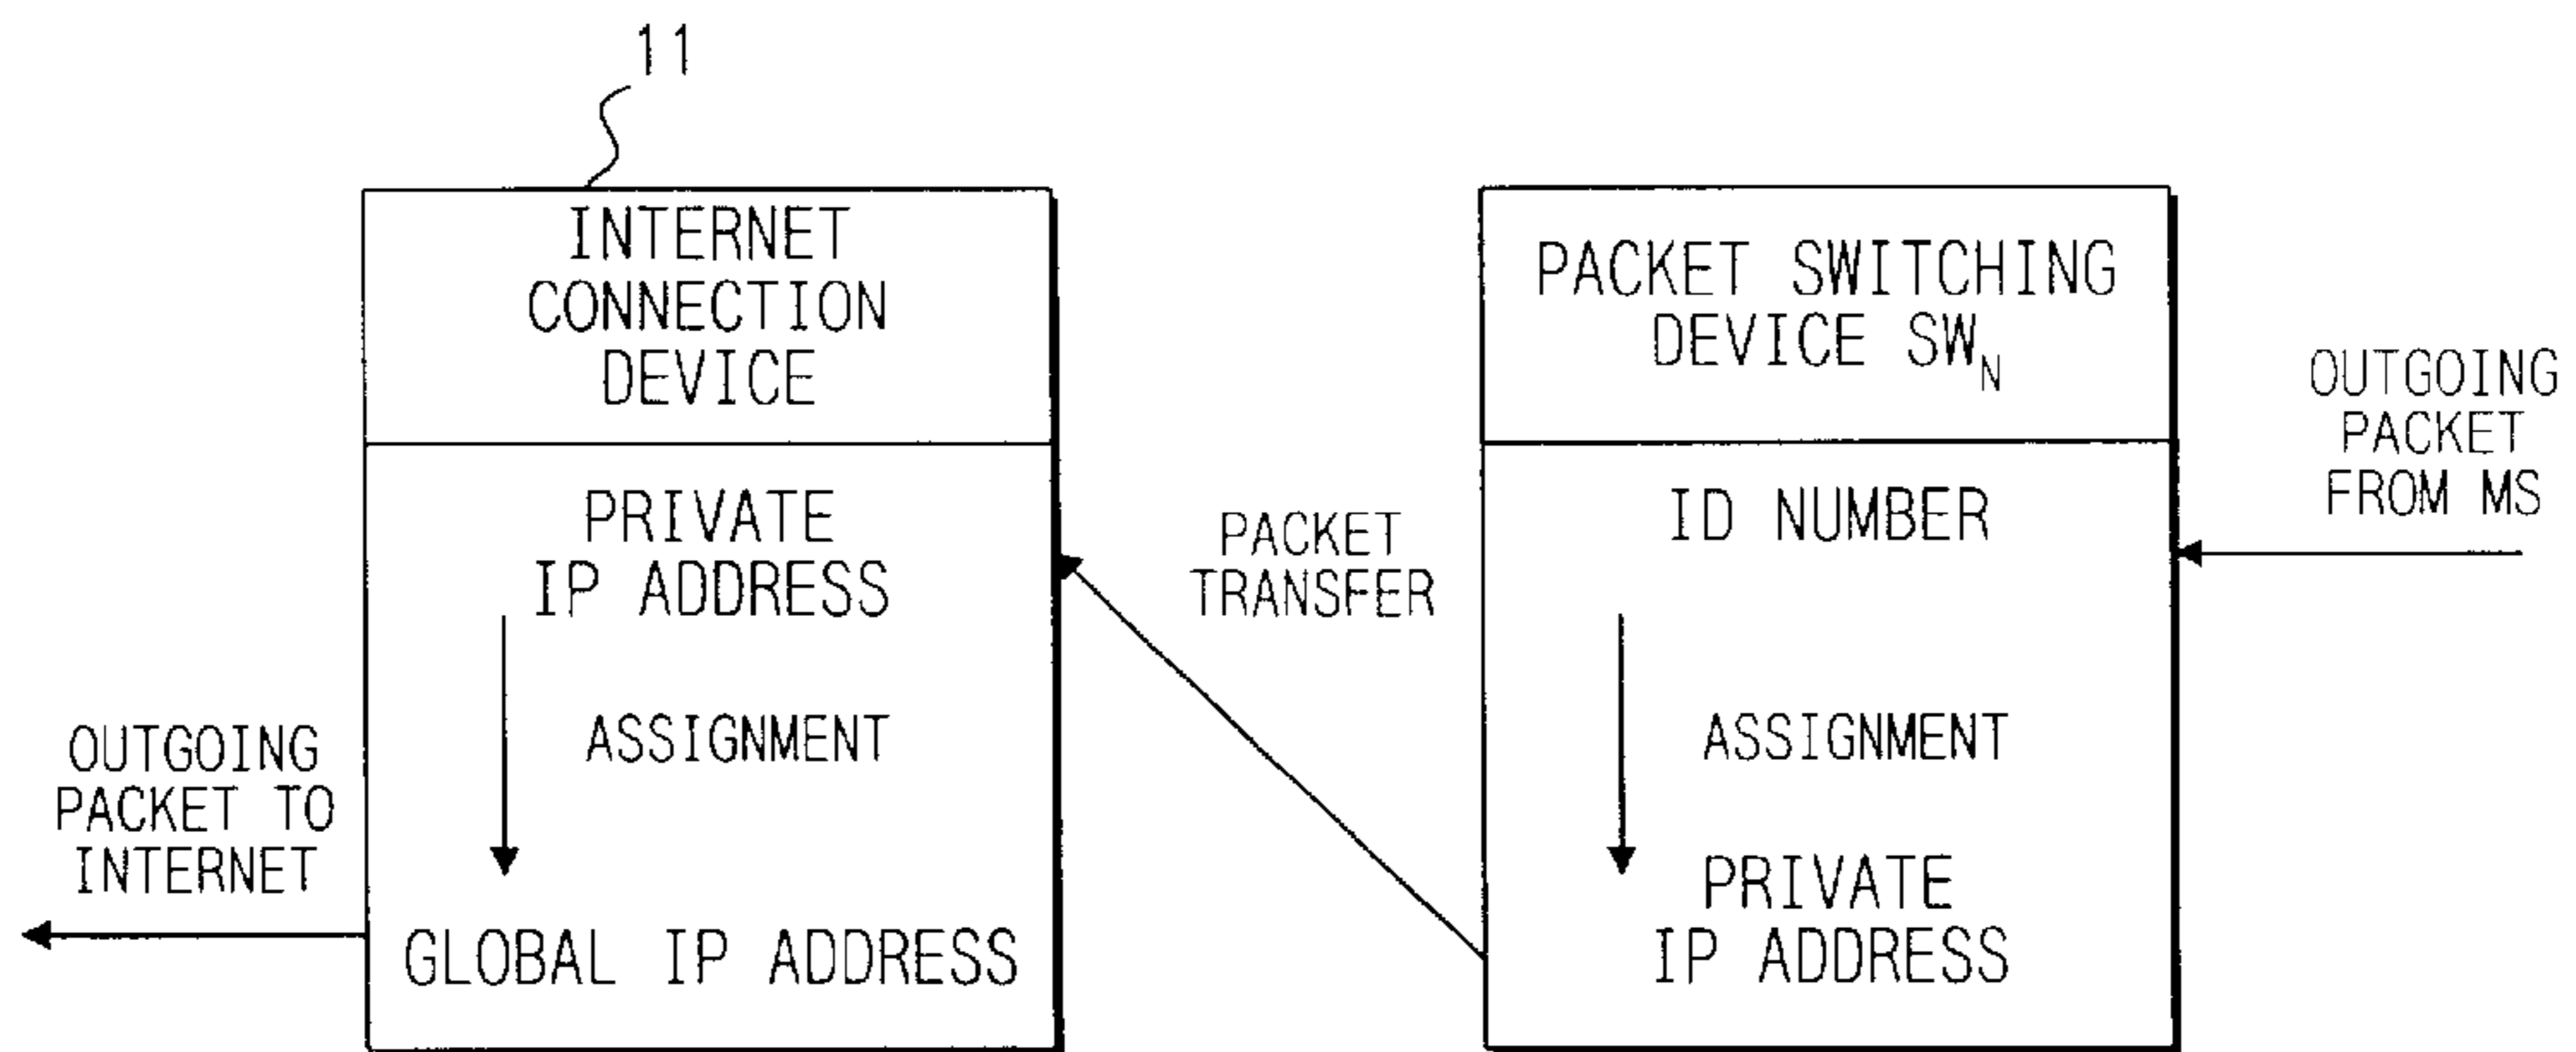 11
INTERNET
CONNECTION
DEVICE
PRIVATE
IP ADDRESS
ASSIGNMENT
GLOBAL IP ADDRESS
OUTGOING
PACKET TO
INTERNET
PACKET
TRANSFER
PACKET SWITCHING
DEVICE SWN
ID NUMBER
ASSIGNMENT
PRIVATE
IP ADDRESS
OUTGOING
PACKET
FROM MS